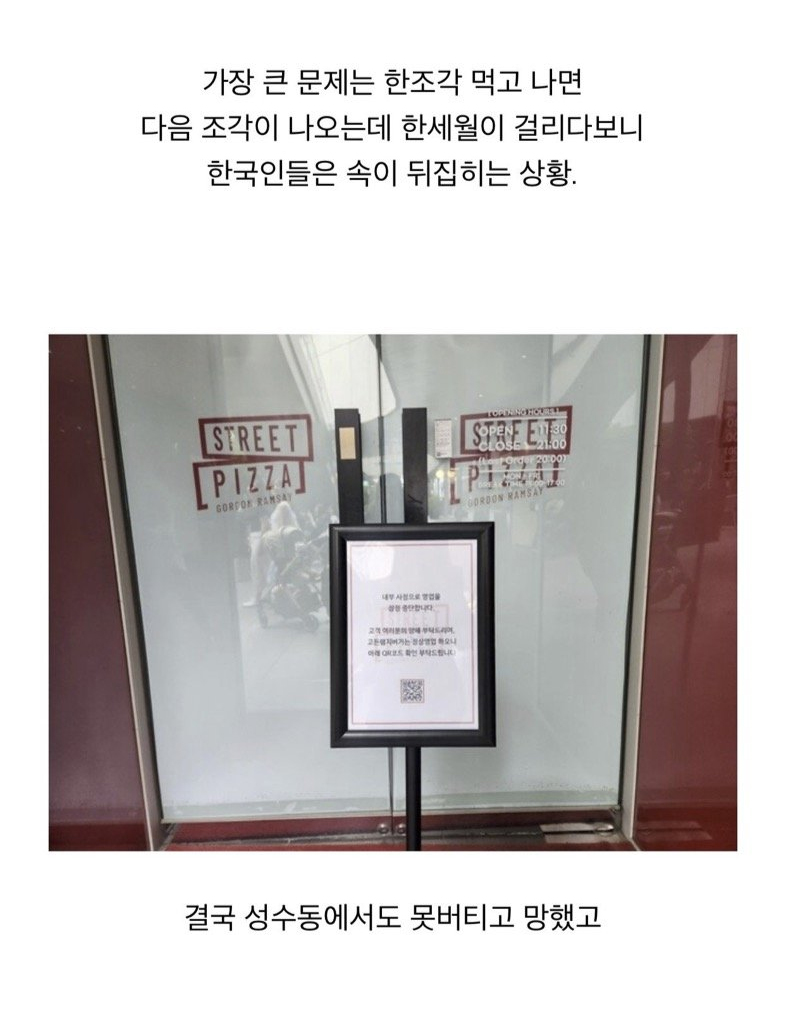 가장 큰 문제는 한조각 먹고 나면
다음 조각이 나오는데 한세월이 걸리다보니
한국인들은 속이 뒤집히는 상황.
STREET
PIZZA
GORDON RAMSAY
[ OPENING HOURS ]
STREET
OPEN 11:30
CLOSE 21:00
(Last Order 20:00)
PIZZA
GORDON RAMSAY
내부 사정으로 영업을
잠정 중단합니다.
고객 여러분의 양해 부탁드리며,
고든램지버거는 정상영업 하오니
아래 QR코드 확인 부탁드립니다
결국 성수동에서도 못버티고 망했고